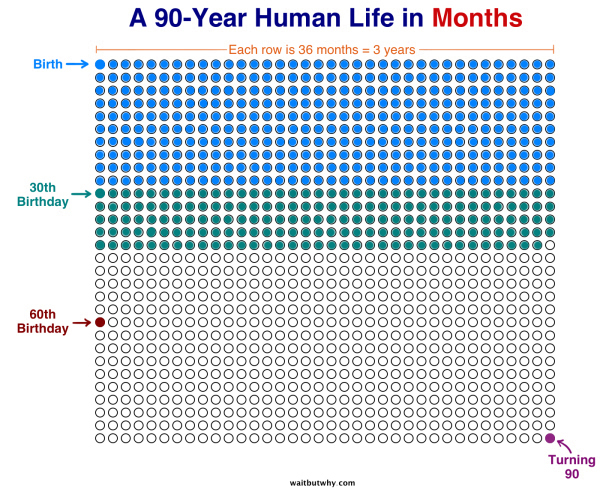 A 90-Year Human Life in Months
Each row is 36 months = 3 years
Birth
30th
Birthday
60th
Birthday
Turning
90
waitbutwhy.com